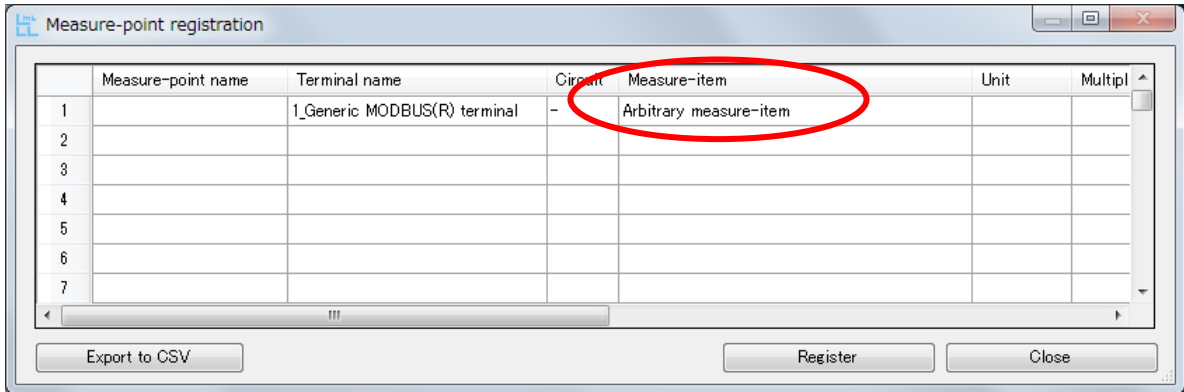 Measure-point registration
Measure-point name Terminal name Circuit Measure-item Unit Multipl
1 1_Generic MODBUS(R) terminal - Arbitrary measure-item
2
3
4
5
6
7
Export to CSV Register Close